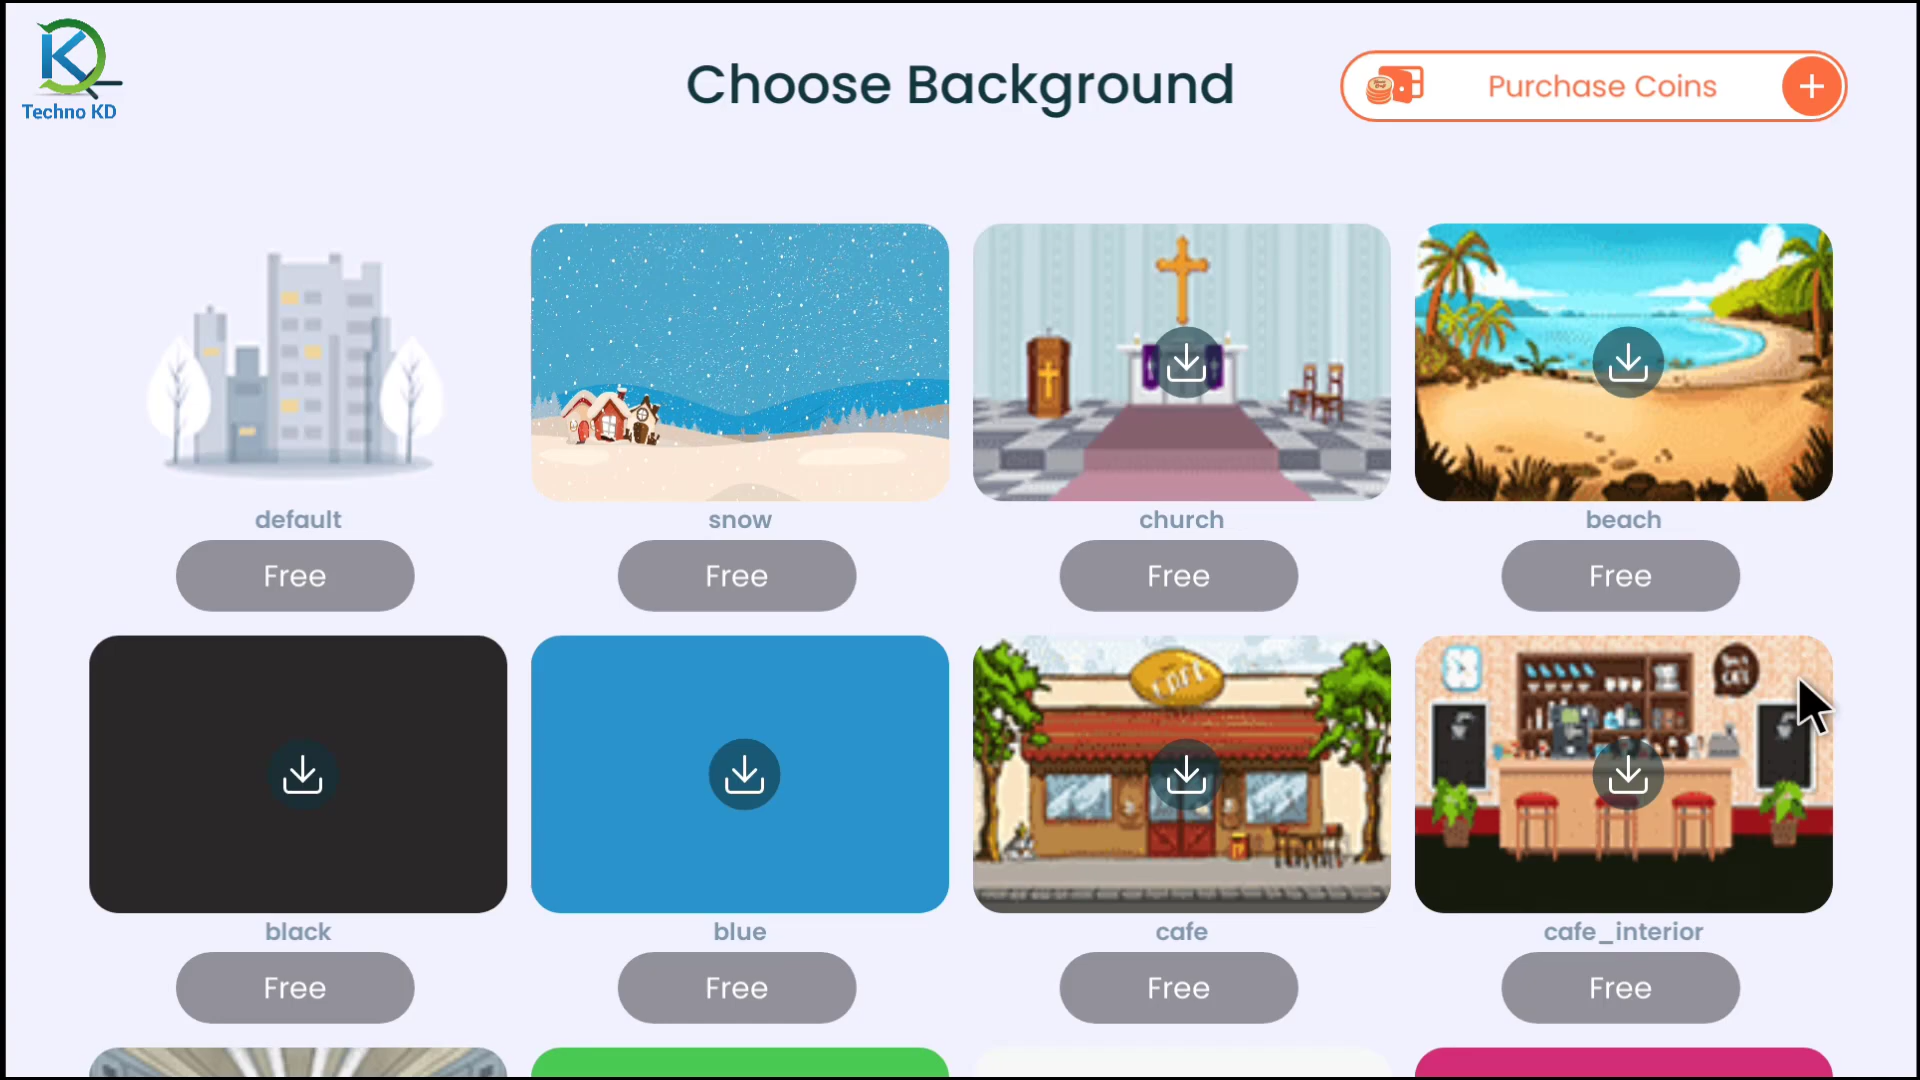 Techno KD
Choose Background
Purchase Coins
default
snow
church
beach
Free
Free
Free
Free
CAFE
black
blue
cafe
cafe_interior
Free
Free
Free
Free